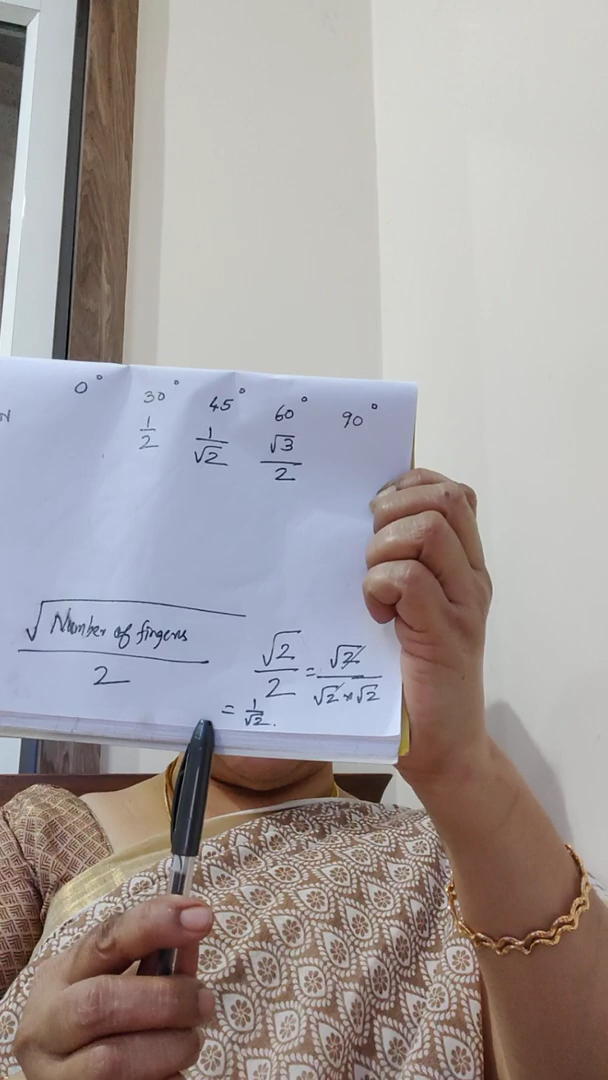 0° 30° 45° 60° 90°
1/2 1/√2 √3/2
√Number of fingers / 2
√2/2 = √2/(√2 × √2)
= 1/√2.